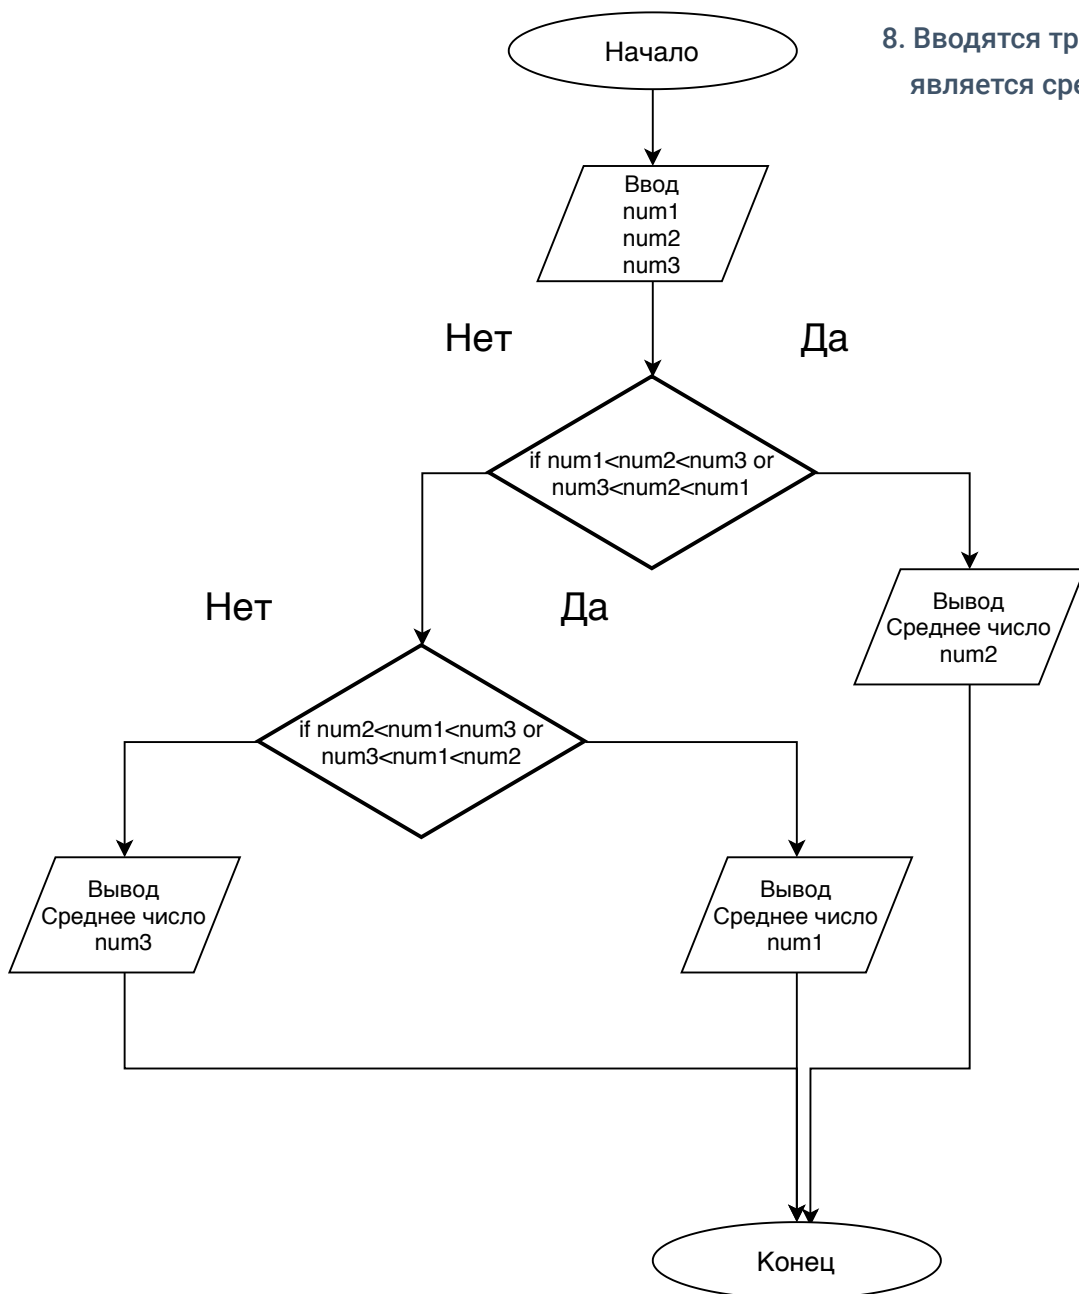 Начало
8. Вводятся
является
Ввод
num1
num2
num3
Нет
Да
if num1<num2<num3 or
num3<num2<num1
Нет
Да
Вывод
Среднее число
num2
if num2<num1<num3 or
num3<num1<num2
Вывод
Среднее число
num3
Вывод
Среднее число
num1
Конец